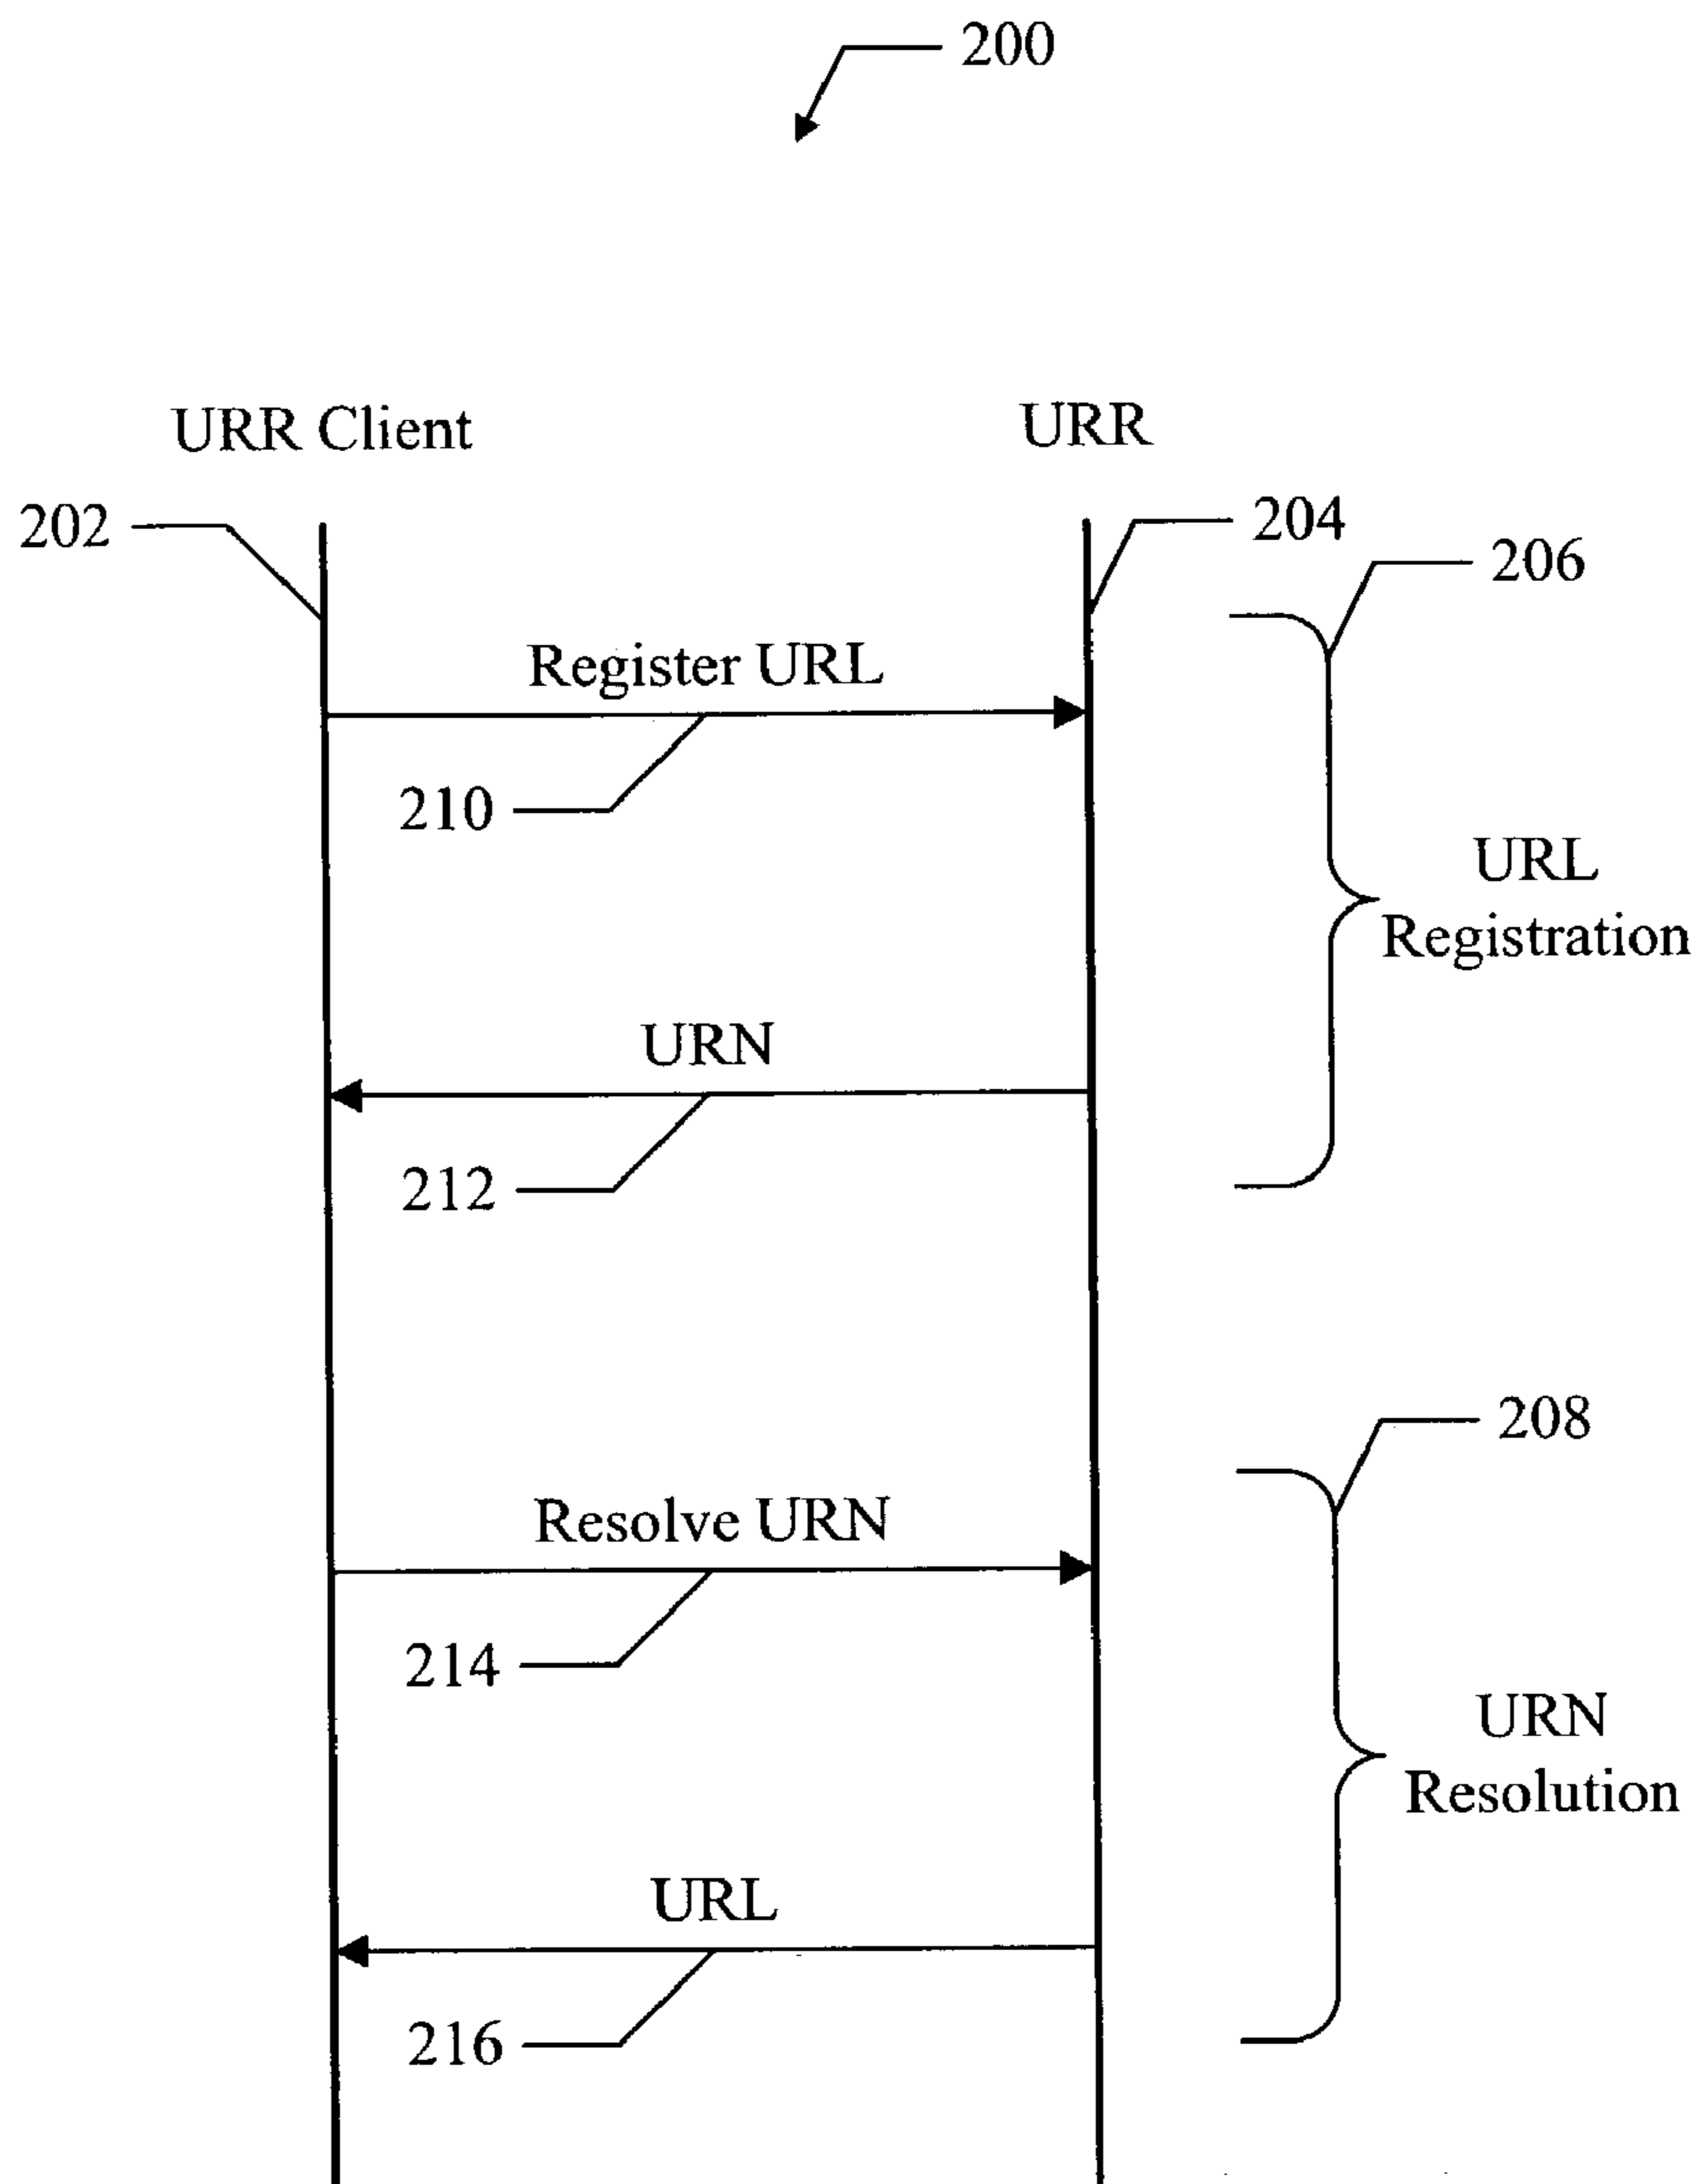 200
URR Client
URR
202
204
206
Register URL
210
URL
Registration
URN
212
208
Resolve URN
214
URN
Resolution
URL
216